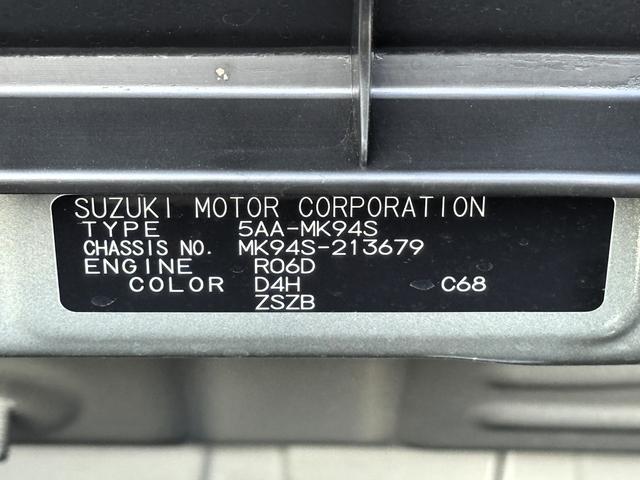 SUZUKI MOTOR CORPORATION
TYPE 5AA-MK94S
CHASSIS NO. MK94S-213679
ENGINE R06D
COLOR D4H C68
ZSZB